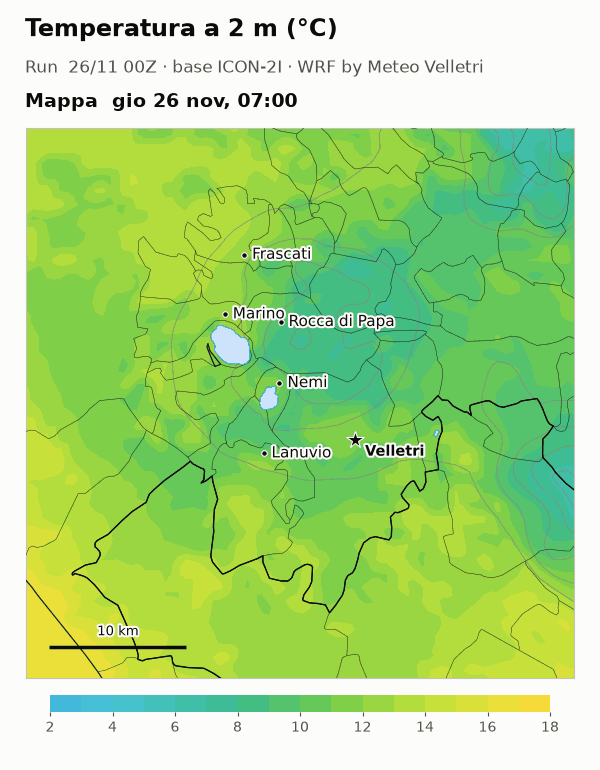 Temperatura a 2 m (°C)
Run  26/11 00Z · base ICON-2I · WRF by Meteo Velletri
Mappa  gio 26 nov, 07:00
Frascati
Marino
Rocca di Papa
Nemi
Velletri
Lanuvio
10 km
2 4 6 8 10 12 14 16 18